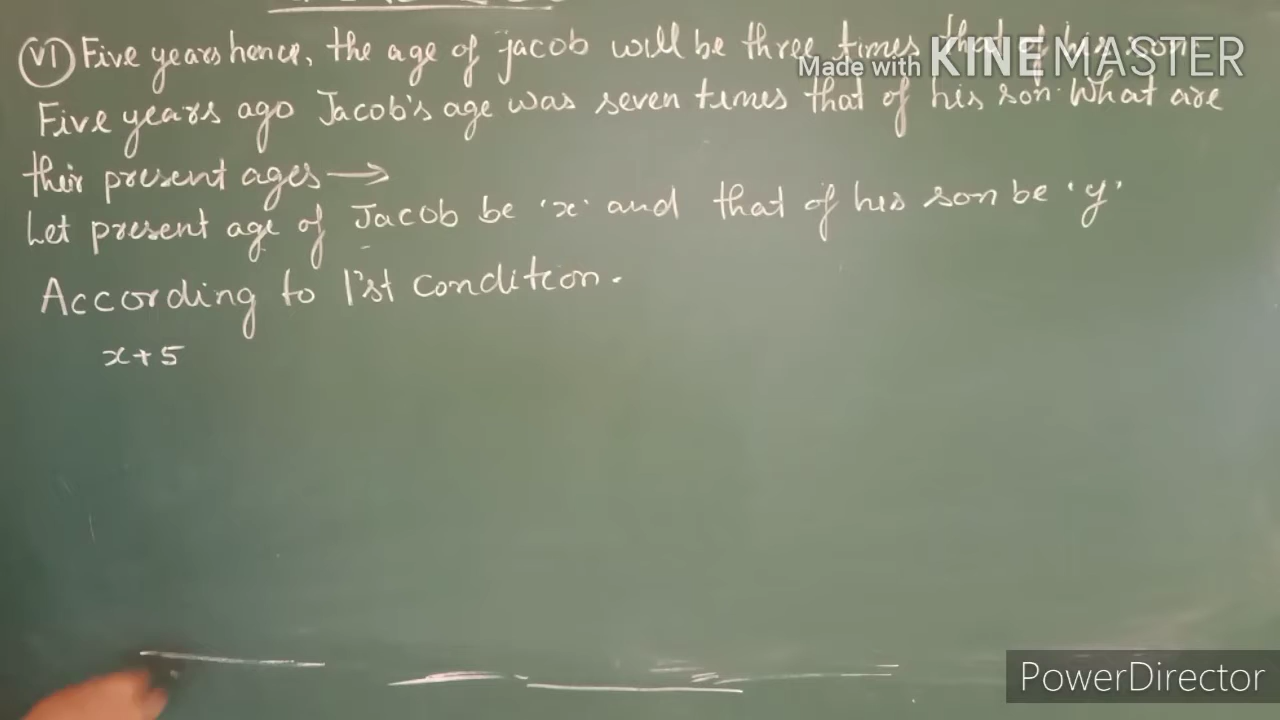 (VI) Five years hence, the age of jacob will be three times that of his son.
Made with KINEMASTER
Five years ago Jacob's age was seven times that of his son. What are
their present ages →
Let present age of Jacob be 'x' and that of his son be 'y'
According to 1'st condition.
x+5
PowerDirector